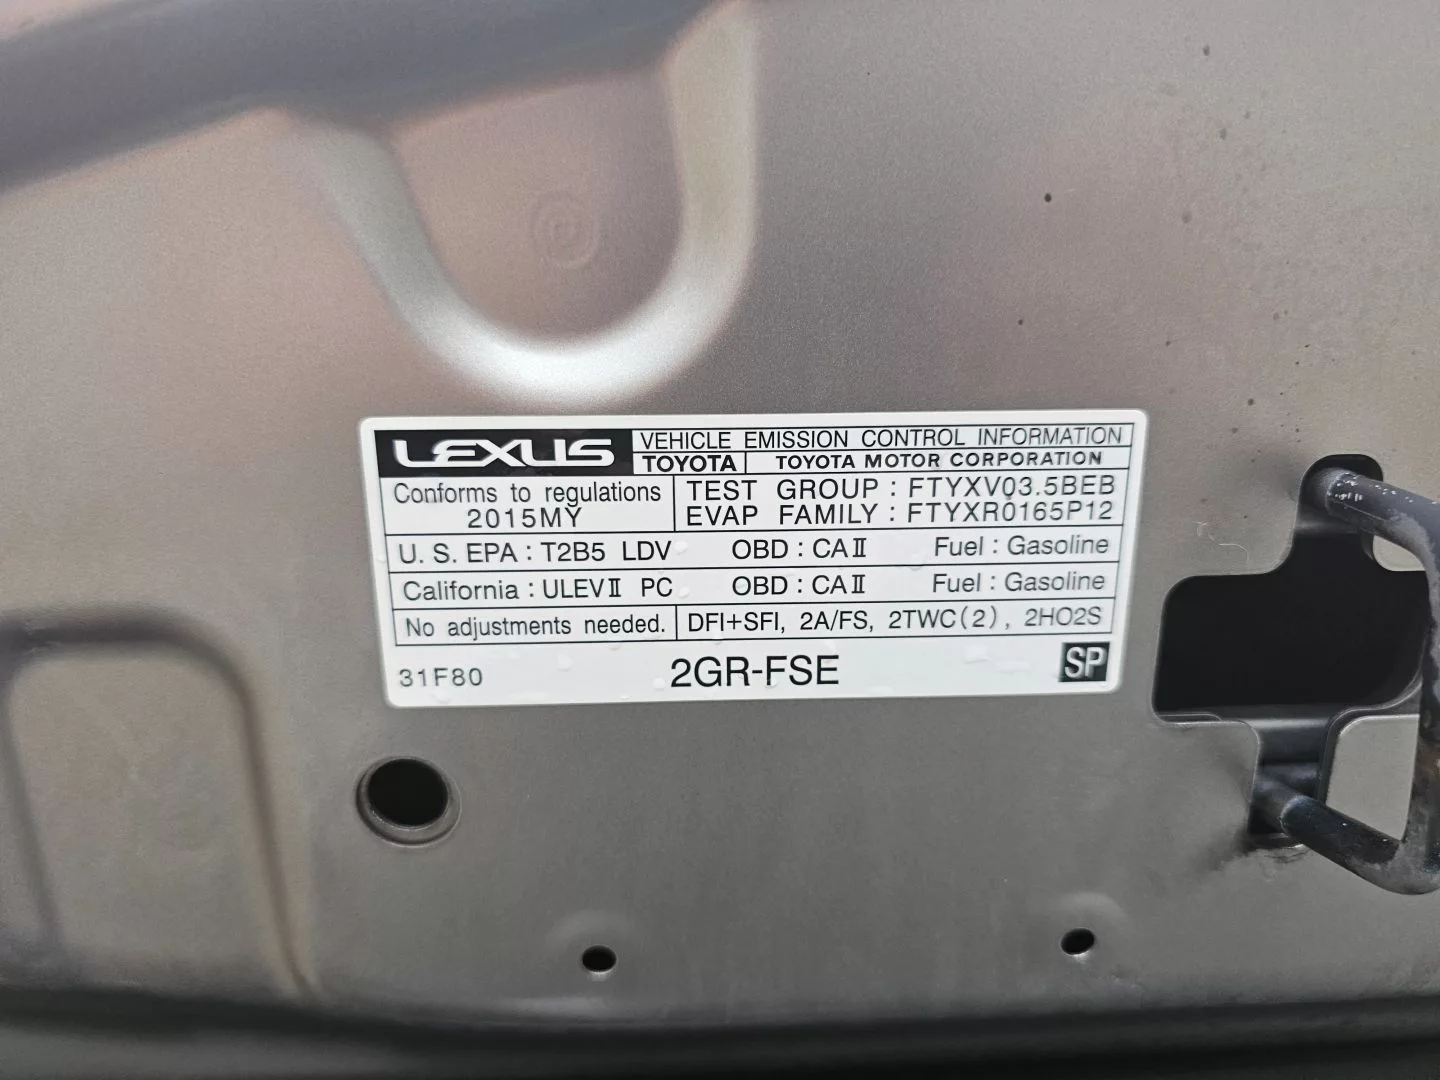 LEXUS VEHICLE EMISSION CONTROL INFORMATION
TOYOTA TOYOTA MOTOR CORPORATION
Conforms to regulations TEST GROUP : FTYXV03.5BEB
2015MY EVAP FAMILY : FTYXR0165P12
U. S. EPA : T2B5 LDV OBD : CAⅡ Fuel : Gasoline
California : ULEVⅡ PC OBD : CAⅡ Fuel : Gasoline
No adjustments needed. DFI+SFI, 2A/FS, 2TWC(2), 2HO2S
31F80 2GR-FSE SP